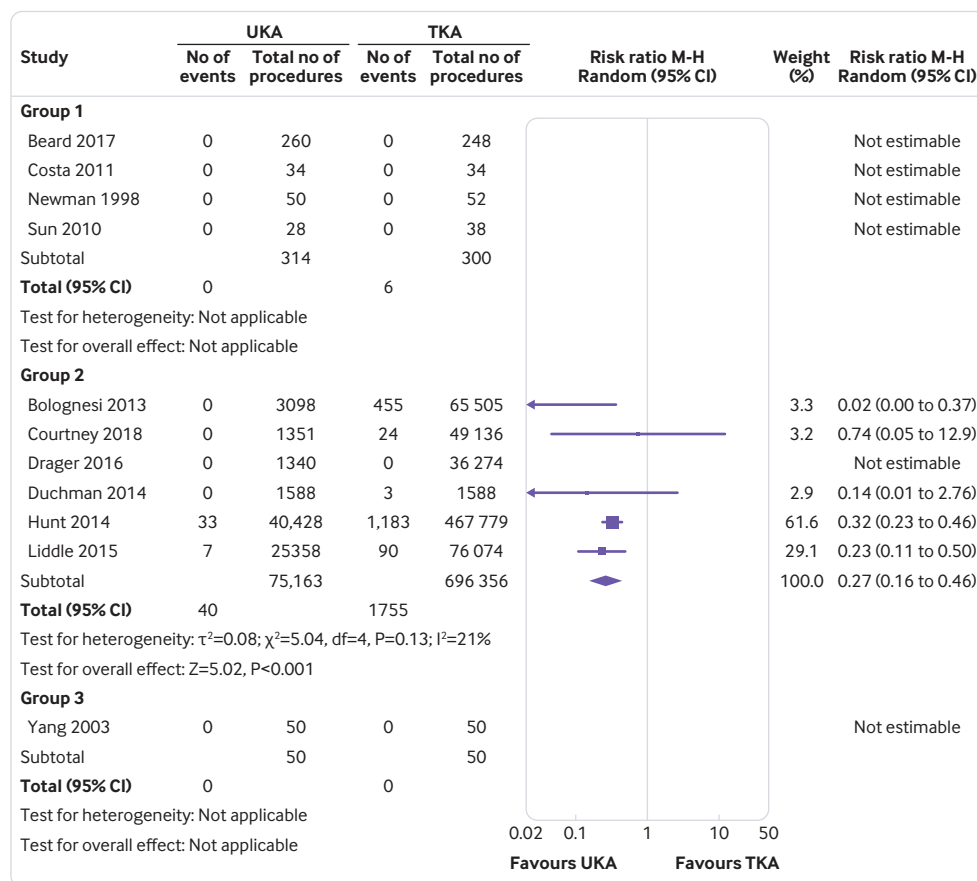 UKA TKA
Study No of events Total no of procedures No of events Total no of procedures Risk ratio M-H Random (95% CI) Weight (%) Risk ratio M-H Random (95% CI)
Group 1
Beard 2017 0 260 0 248 Not estimable
Costa 2011 0 34 0 34 Not estimable
Newman 1998 0 50 0 52 Not estimable
Sun 2010 0 28 0 38 Not estimable
Subtotal 314 300
Total (95% CI) 0 6
Test for heterogeneity: Not applicable
Test for overall effect: Not applicable
Group 2
Bolognesi 2013 0 3098 455 65 505 3.3 0.02 (0.00 to 0.37)
Courtney 2018 0 1351 24 49 136 3.2 0.74 (0.05 to 12.9)
Drager 2016 0 1340 0 36 274 Not estimable
Duchman 2014 0 1588 3 1588 2.9 0.14 (0.01 to 2.76)
Hunt 2014 33 40,428 1,183 467 779 61.6 0.32 (0.23 to 0.46)
Liddle 2015 7 25358 90 76 074 29.1 0.23 (0.11 to 0.50)
Subtotal 75,163 696 356 100.0 0.27 (0.16 to 0.46)
Total (95% CI) 40 1755
Test for heterogeneity: τ²=0.08; χ²=5.04, df=4, P=0.13; I²=21%
Test for overall effect: Z=5.02, P<0.001
Group 3
Yang 2003 0 50 0 50 Not estimable
Subtotal 50 50
Total (95% CI) 0 0
Test for heterogeneity: Not applicable
Test for overall effect: Not applicable
0.02 0.1 1 10 50
Favours UKA Favours TKA